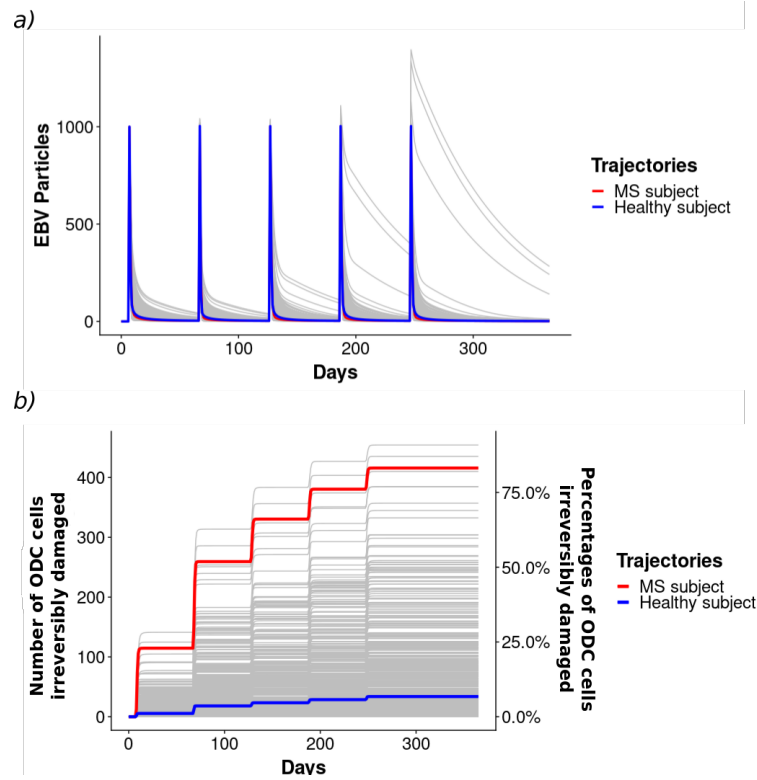 a)
EBV Particles
1000
500
0
0 100 200 300
Days
Trajectories
MS subject
Healthy subject
b)
Number of ODC cells
irreversibly damaged
400
300
200
100
0
75.0%
50.0%
25.0%
0.0%
Percentages of ODC cells
irreversibly damaged
0 100 200 300
Days
Trajectories
MS subject
Healthy subject